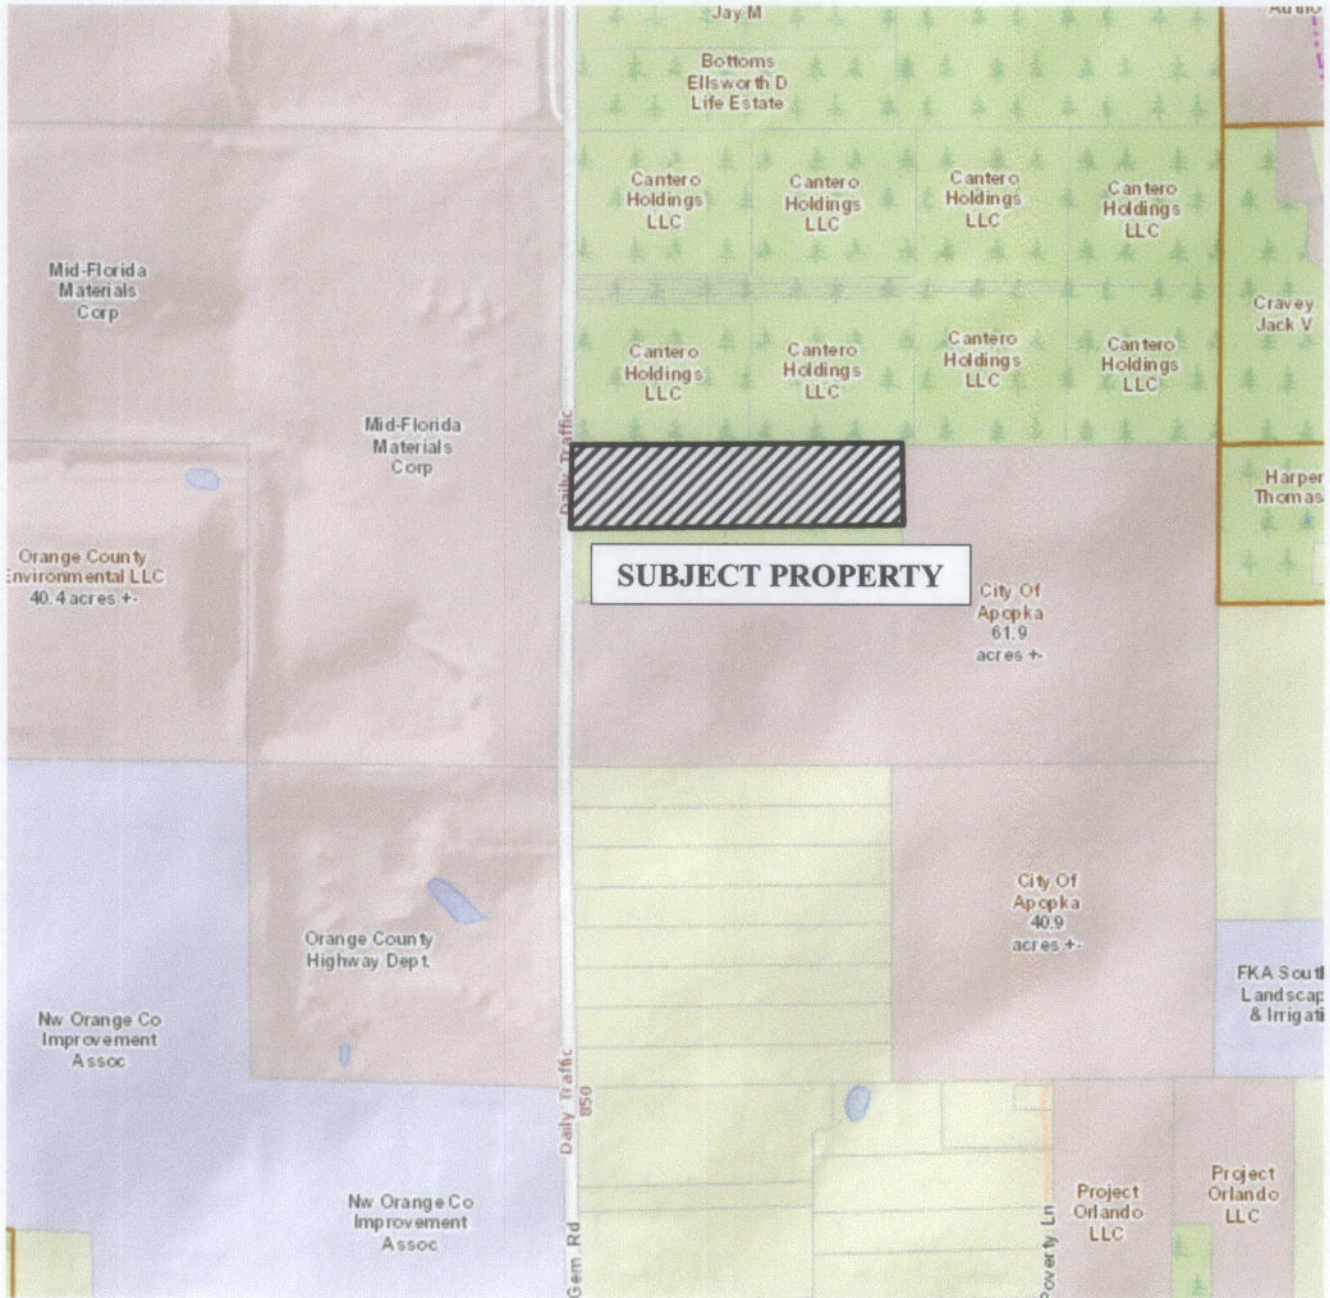 Jay M
Bottoms
Ellsworth D
Life Estate
Cantero
Holdings
LLC
Cantero
Holdings
LLC
Cantero
Holdings
LLC
Cantero
Holdings
LLC
Mid-Florida
Materials
Corp
Cravey
Jack V
Cantero
Holdings
LLC
Cantero
Holdings
LLC
Cantero
Holdings
LLC
Cantero
Holdings
LLC
Mid-Florida
Materials
Corp
Daily Traffic
Harper
Thomas
Orange County
Environmental LLC
40.4 acres +-
SUBJECT PROPERTY
City Of
Apopka
61.9
acres +-
City Of
Apopka
40.9
acres +-
Orange County
Highway Dept.
FKA South
Landscap
& Irrigati
Nw Orange Co
Improvement
Assoc
Daily Traffic
850
Nw Orange Co
Improvement
Assoc
Gem Rd
Poverty Ln
Project
Orlando
LLC
Project
Orlando
LLC